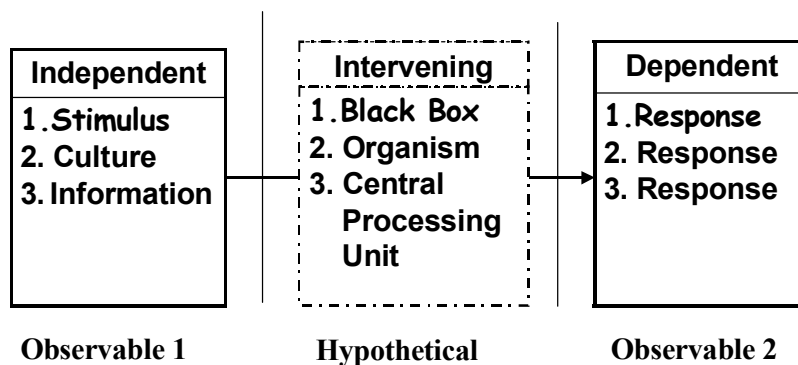 Independent
1.Stimulus
2. Culture
3. Information
Intervening
1.Black Box
2. Organism
3. Central
Processing
Unit
Dependent
1.Response
2. Response
3. Response
Observable 1
Hypothetical
Observable 2